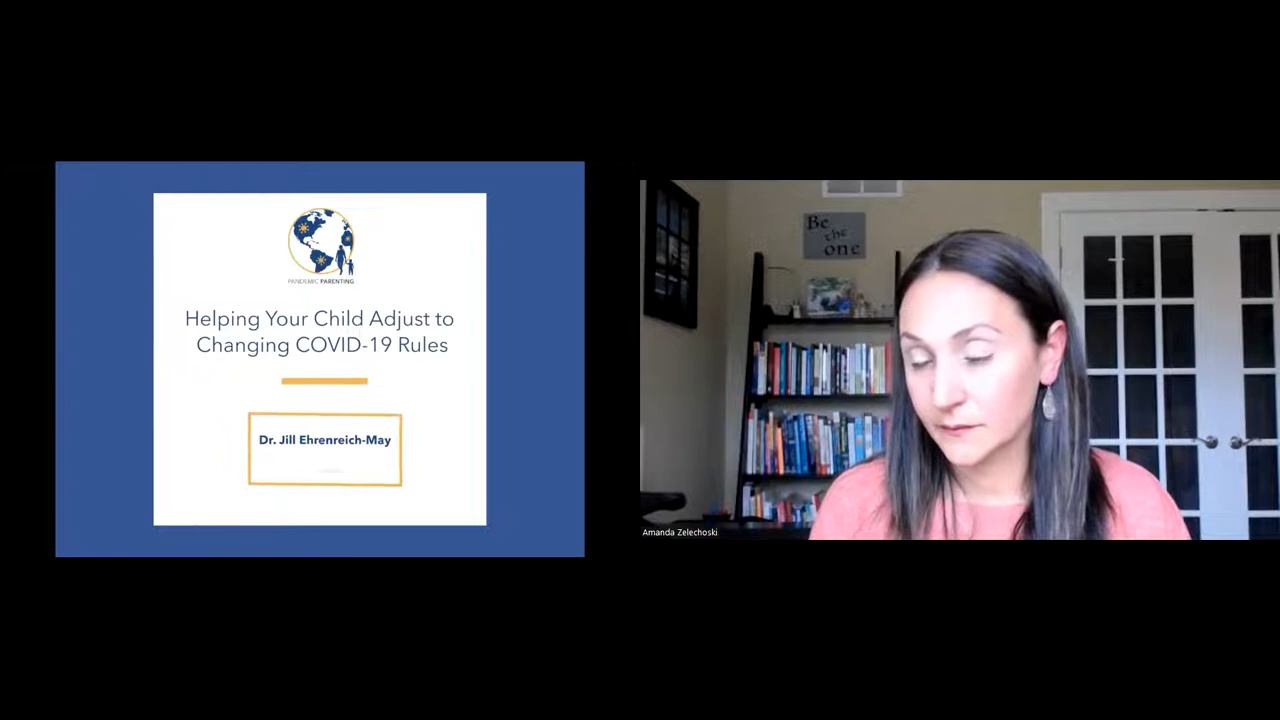 PANDEMIC PARENTING
Helping Your Child Adjust to
Changing COVID-19 Rules
Dr. Jill Ehrenreich-May
Be
the
one
Amanda Zelechoski